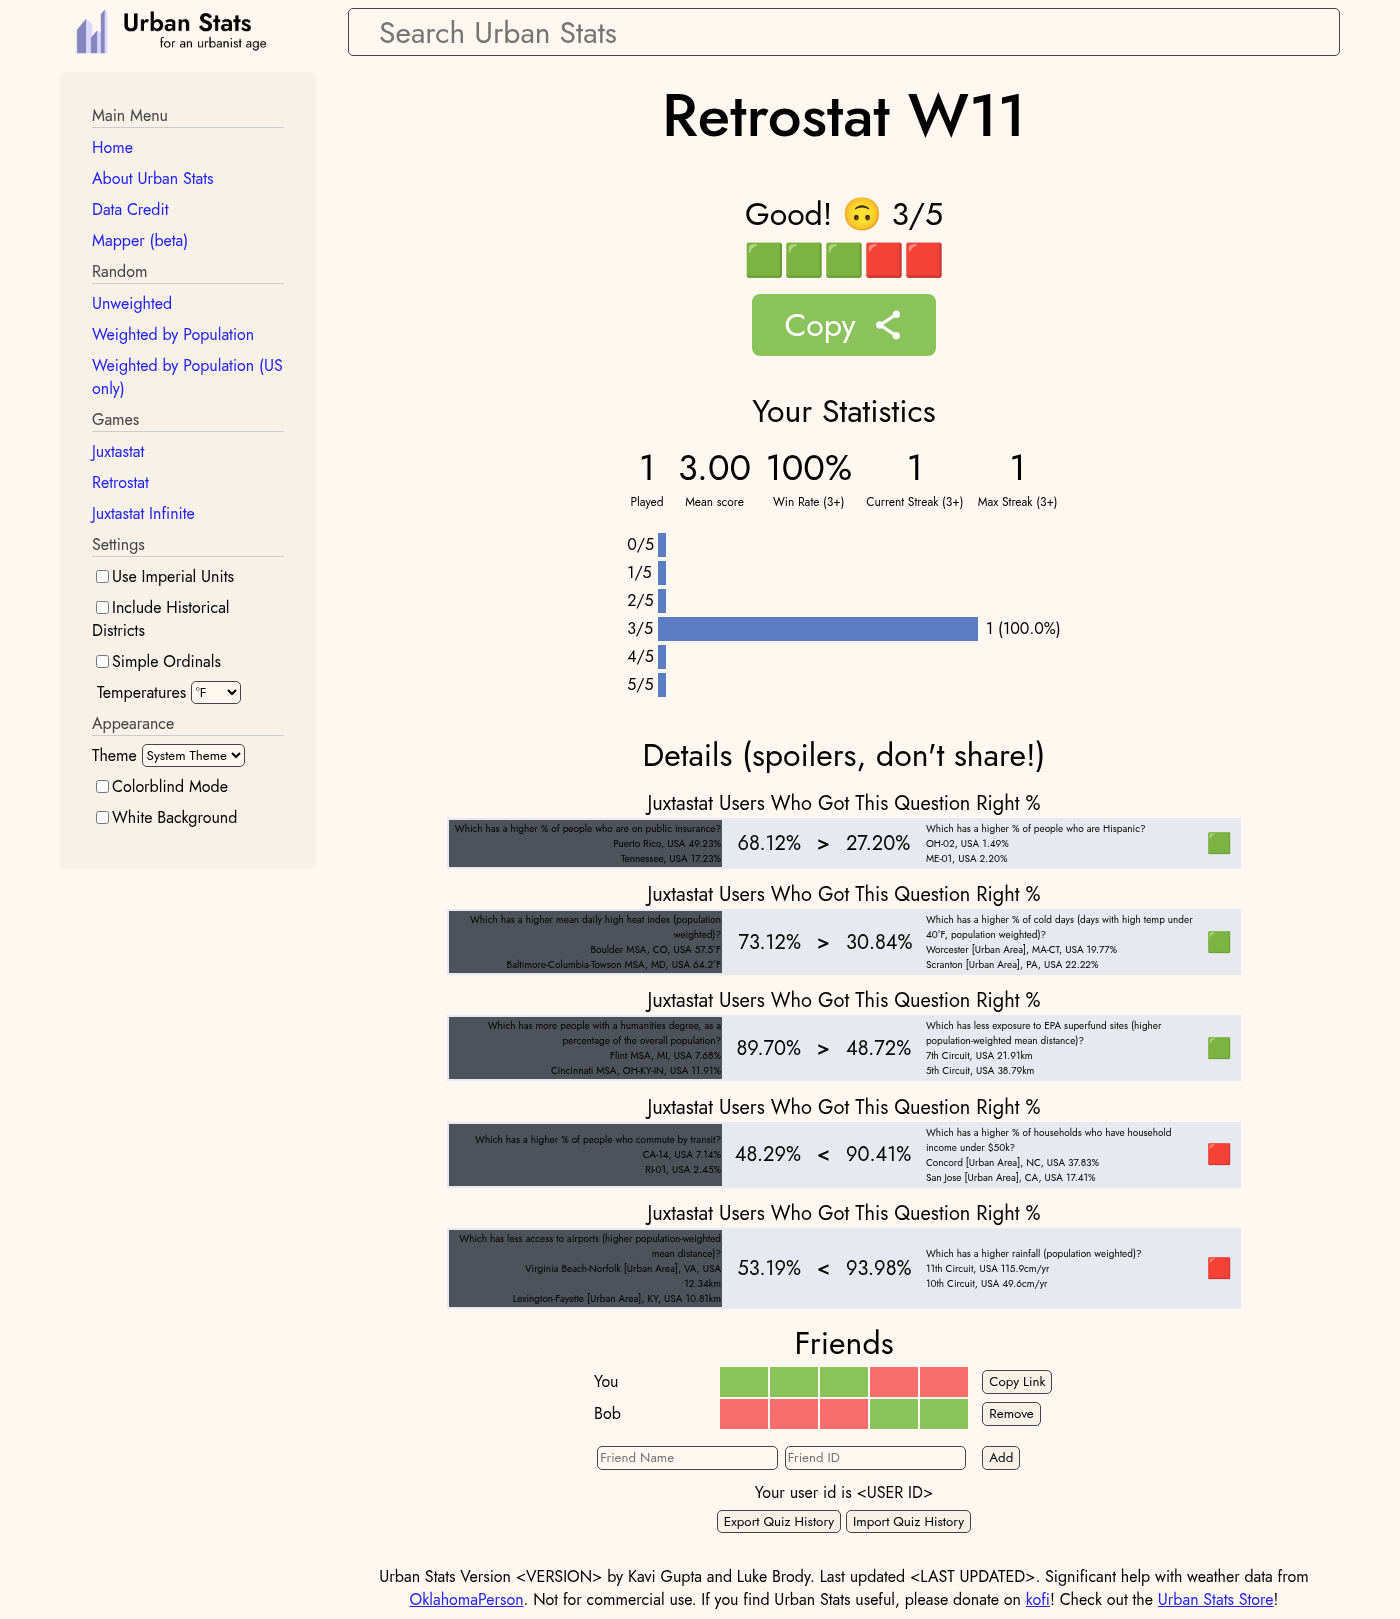 Urban Stats
for an urbanist age
Search Urban Stats
Main Menu
Home
About Urban Stats
Data Credit
Mapper (beta)
Random
Unweighted
Weighted by Population
Weighted by Population (US
only)
Games
Juxtastat
Retrostat
Juxtastat Infinite
Settings
Use Imperial Units
Include Historical
Districts
Simple Ordinals
Temperatures °F
Appearance
Theme System Theme
Colorblind Mode
White Background
Retrostat W11
Good! 🙃 3/5
Copy
Your Statistics
1 3.00 100% 1 1
Played Mean score Win Rate (3+) Current Streak (3+) Max Streak (3+)
0/5
1/5
2/5
3/5 1 (100.0%)
4/5
5/5
Details (spoilers, don't share!)
Juxtastat Users Who Got This Question Right %
Which has a higher % of people who are on public insurance?
Puerto Rico, USA 49.23%
Tennessee, USA 17.23%
68.12% > 27.20%
Which has a higher % of people who are Hispanic?
OH-02, USA 1.49%
ME-01, USA 2.20%
Juxtastat Users Who Got This Question Right %
Which has a higher mean daily high heat index (population
weighted)?
Boulder MSA, CO, USA 57.5°F
Baltimore-Columbia-Towson MSA, MD, USA 64.2°F
73.12% > 30.84%
Which has a higher % of cold days (days with high temp under
40°F, population weighted)?
Worcester [Urban Area], MA-CT, USA 19.77%
Scranton [Urban Area], PA, USA 22.22%
Juxtastat Users Who Got This Question Right %
Which has more people with a humanities degree, as a
percentage of the overall population?
Flint MSA, MI, USA 7.68%
Cincinnati MSA, OH-KY-IN, USA 11.91%
89.70% > 48.72%
Which has less exposure to EPA superfund sites (higher
population-weighted mean distance)?
7th Circuit, USA 21.91km
5th Circuit, USA 38.79km
Juxtastat Users Who Got This Question Right %
Which has a higher % of people who commute by transit?
CA-14, USA 7.14%
RI-01, USA 2.45%
48.29% < 90.41%
Which has a higher % of households who have household
income under $50k?
Concord [Urban Area], NC, USA 37.83%
San Jose [Urban Area], CA, USA 17.41%
Juxtastat Users Who Got This Question Right %
Which has less access to airports (higher population-weighted
mean distance)?
Virginia Beach-Norfolk [Urban Area], VA, USA
12.34km
Lexington-Fayette [Urban Area], KY, USA 10.81km
53.19% < 93.98%
Which has a higher rainfall (population weighted)?
11th Circuit, USA 115.9cm/yr
10th Circuit, USA 49.6cm/yr
Friends
You Copy Link
Bob Remove
Friend Name Friend ID Add
Your user id is <USER ID>
Export Quiz History Import Quiz History
Urban Stats Version <VERSION> by Kavi Gupta and Luke Brody. Last updated <LAST UPDATED>. Significant help with weather data from
OklahomaPerson. Not for commercial use. If you find Urban Stats useful, please donate on kofi! Check out the Urban Stats Store!